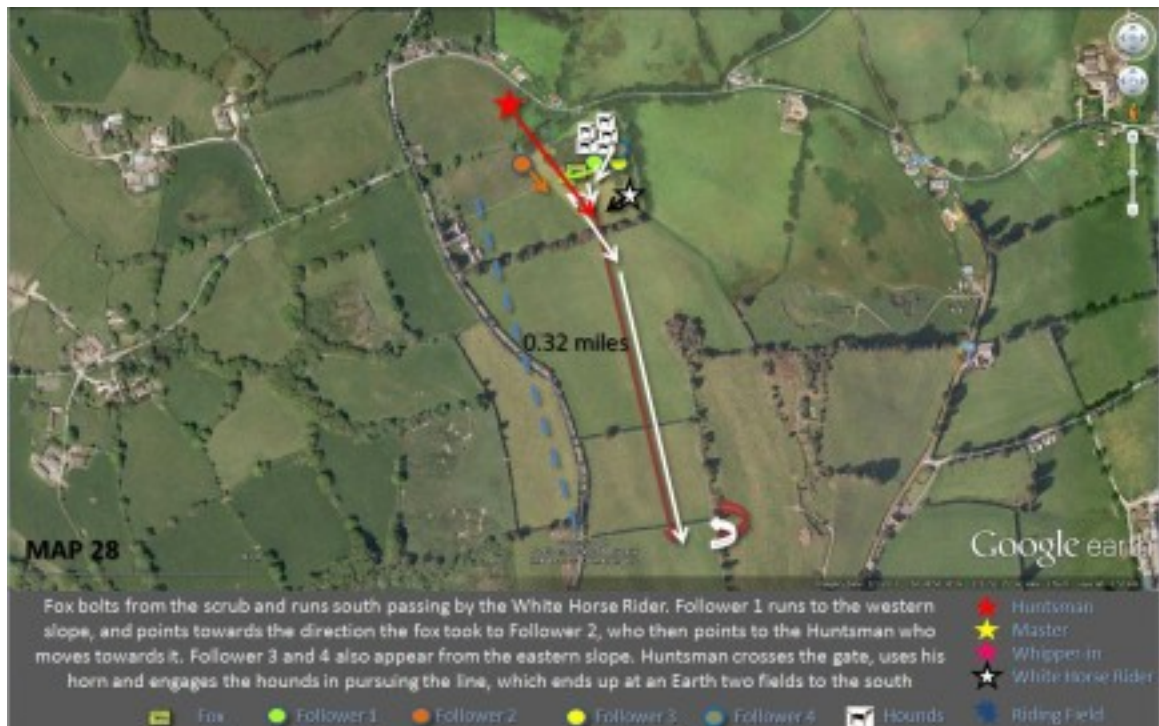 0.32 miles
MAP 28
Google earth
Fox bolts from the scrub and runs south passing by the White Horse Rider. Follower 1 runs to the western
slope, and points towards the direction the fox took to Follower 2, who then points to the Huntsman who
moves towards it. Follower 3 and 4 also appear from the eastern slope. Huntsman crosses the gate, uses his
horn and engages the hounds in pursuing the line, which ends up at an Earth two fields to the south
Huntsman
Master
Whipper-in
White Horse Rider
Fox
Follower 1
Follower 2
Follower 3
Follower 4
Hounds
Riding Field